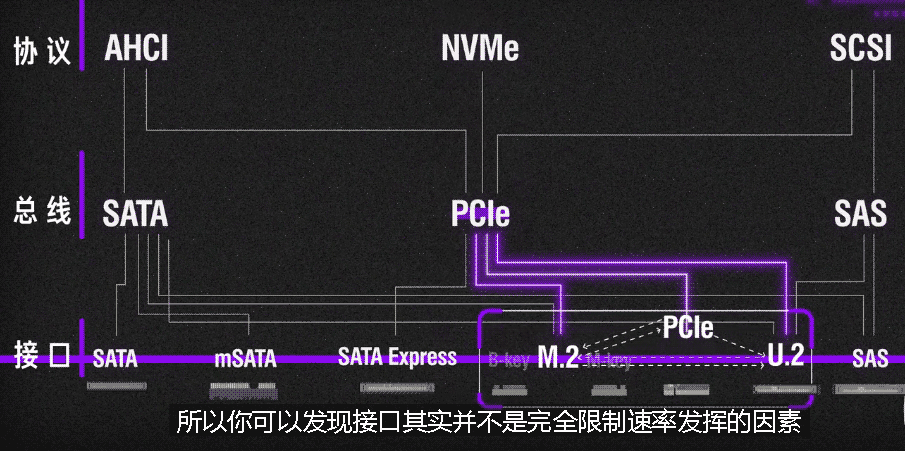 协议 AHCI NVMe SCSI
总线 SATA PCIe SAS
PCIe
接口 SATA mSATA SATA Express B-key M.2 M-key U.2 SAS
所以你可以发现接口其实并不是完全限制速率发挥的因素